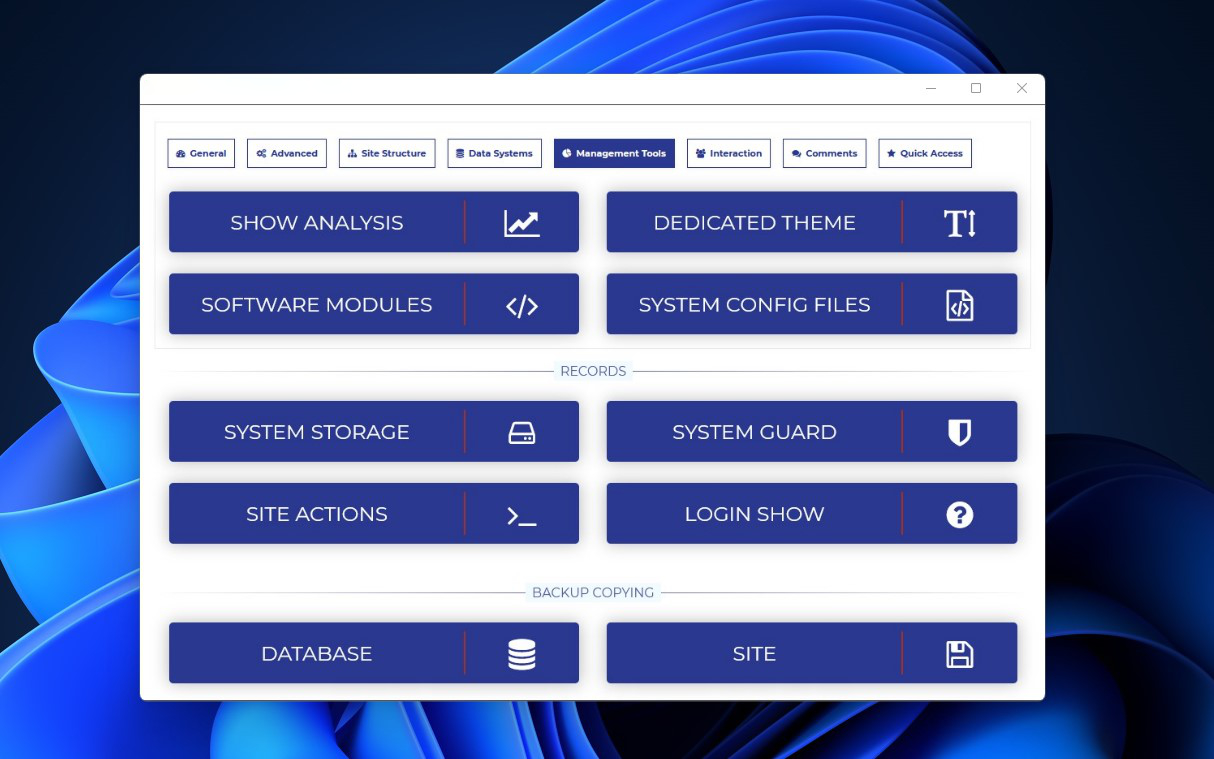 General
Advanced
Site Structure
Data Systems
Management Tools
Interaction
Comments
Quick Access
SHOW ANALYSIS
DEDICATED THEME
SOFTWARE MODULES
SYSTEM CONFIG FILES
RECORDS
SYSTEM STORAGE
SYSTEM GUARD
SITE ACTIONS
LOGIN SHOW
BACKUP COPYING
DATABASE
SITE